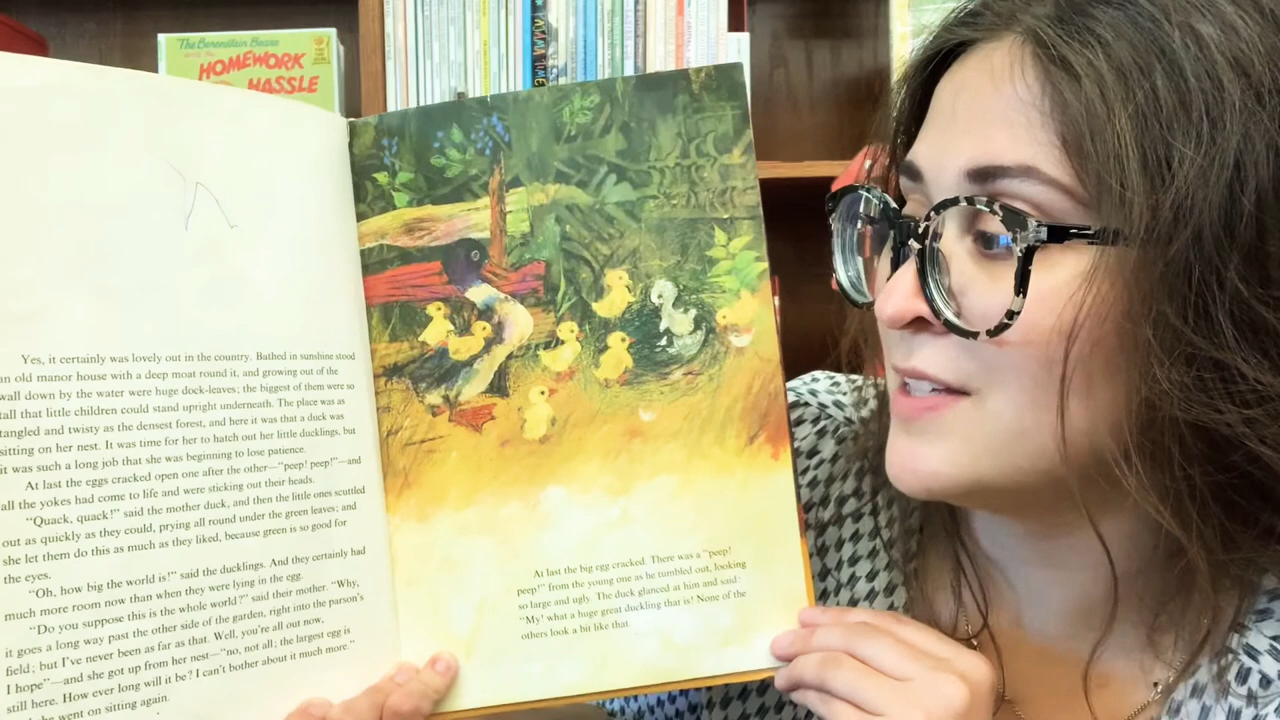 The Berenstain Bears
HOMEWORK
HASSLE
MAMA TIME
Yes, it certainly was lovely out in the country. Bathed in sunshine stood
an old manor house with a deep moat round it, and growing out of the
wall down by the water were huge dock-leaves; the biggest of them were so
tall that little children could stand upright underneath. The place was as
tangled and twisty as the densest forest, and here it was that a duck was
sitting on her nest. It was time for her to hatch out her little ducklings, but
it was such a long job that she was beginning to lose patience.
At last the eggs cracked open one after the other—"peep! peep!"—and
all the yokes had come to life and were sticking out their heads.
"Quack, quack!" said the mother duck, and then the little ones scuttled
out as quickly as they could, prying all round under the green leaves; and
she let them do this as much as they liked, because green is so good for
the eyes.
"Oh, how big the world is!" said the ducklings. And they certainly had
much more room now than when they were lying in the egg.
"Do you suppose this is the whole world?" said their mother. "Why,
it goes a long way past the other side of the garden, right into the parson's
field; but I've never been as far as that. Well, you're all out now,
I hope"—and she got up from her nest—"no, not all; the largest egg is
still here. How ever long will it be? I can't bother about it much more."
she went on sitting again.
At last the big egg cracked. There was a "peep!
peep!" from the young one as he tumbled out, looking
so large and ugly. The duck glanced at him and said:
"My! what a huge great duckling that is! None of the
others look a bit like that.